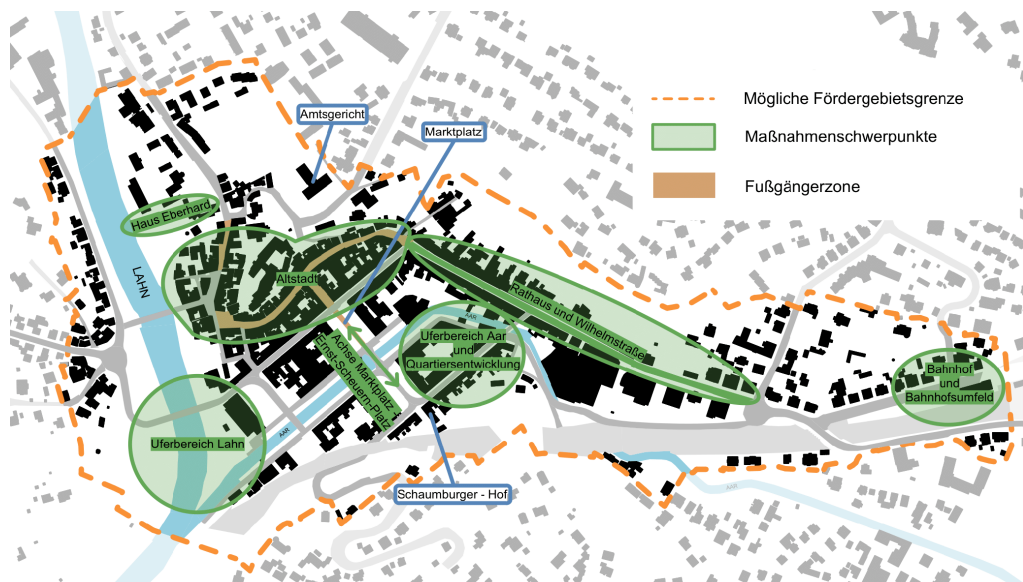 Mögliche Fördergebietsgrenze
Maßnahmenschwerpunkte
Fußgängerzone
Amtsgericht
Marktplatz
Haus Eberhard
LAHN
Altstadt
Rathaus und Wilhelmstraße
AAR
Uferbereich Aar
und
Quartiersentwicklung
Achse Marktplatz
Ernst-Scheuern-Platz
Bahnhof
und
Bahnhofsumfeld
Uferbereich Lahn
AAR
Schaumburger - Hof
AAR